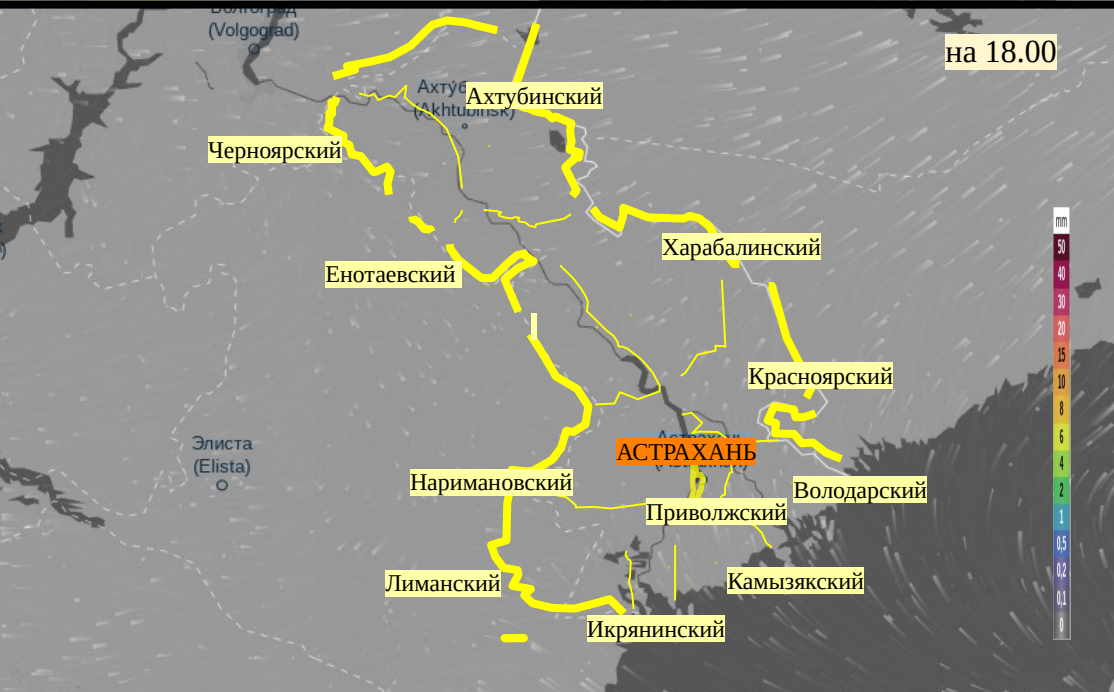 Волгоград
(Volgograd)
на 18.00
Ахтубинский
(Akhtubinsk)
Черноярский
Харабалинский
mm
50
Енотаевский
40
30
20
15
Красноярский
10
8
6
Элиста
(Elista)
АСТРАХАНЬ
4
Наримановский
2
Володарский
Приволжский
1
0,5
Лиманский
Камызякский
0,2
0,1
Икрянинский
0